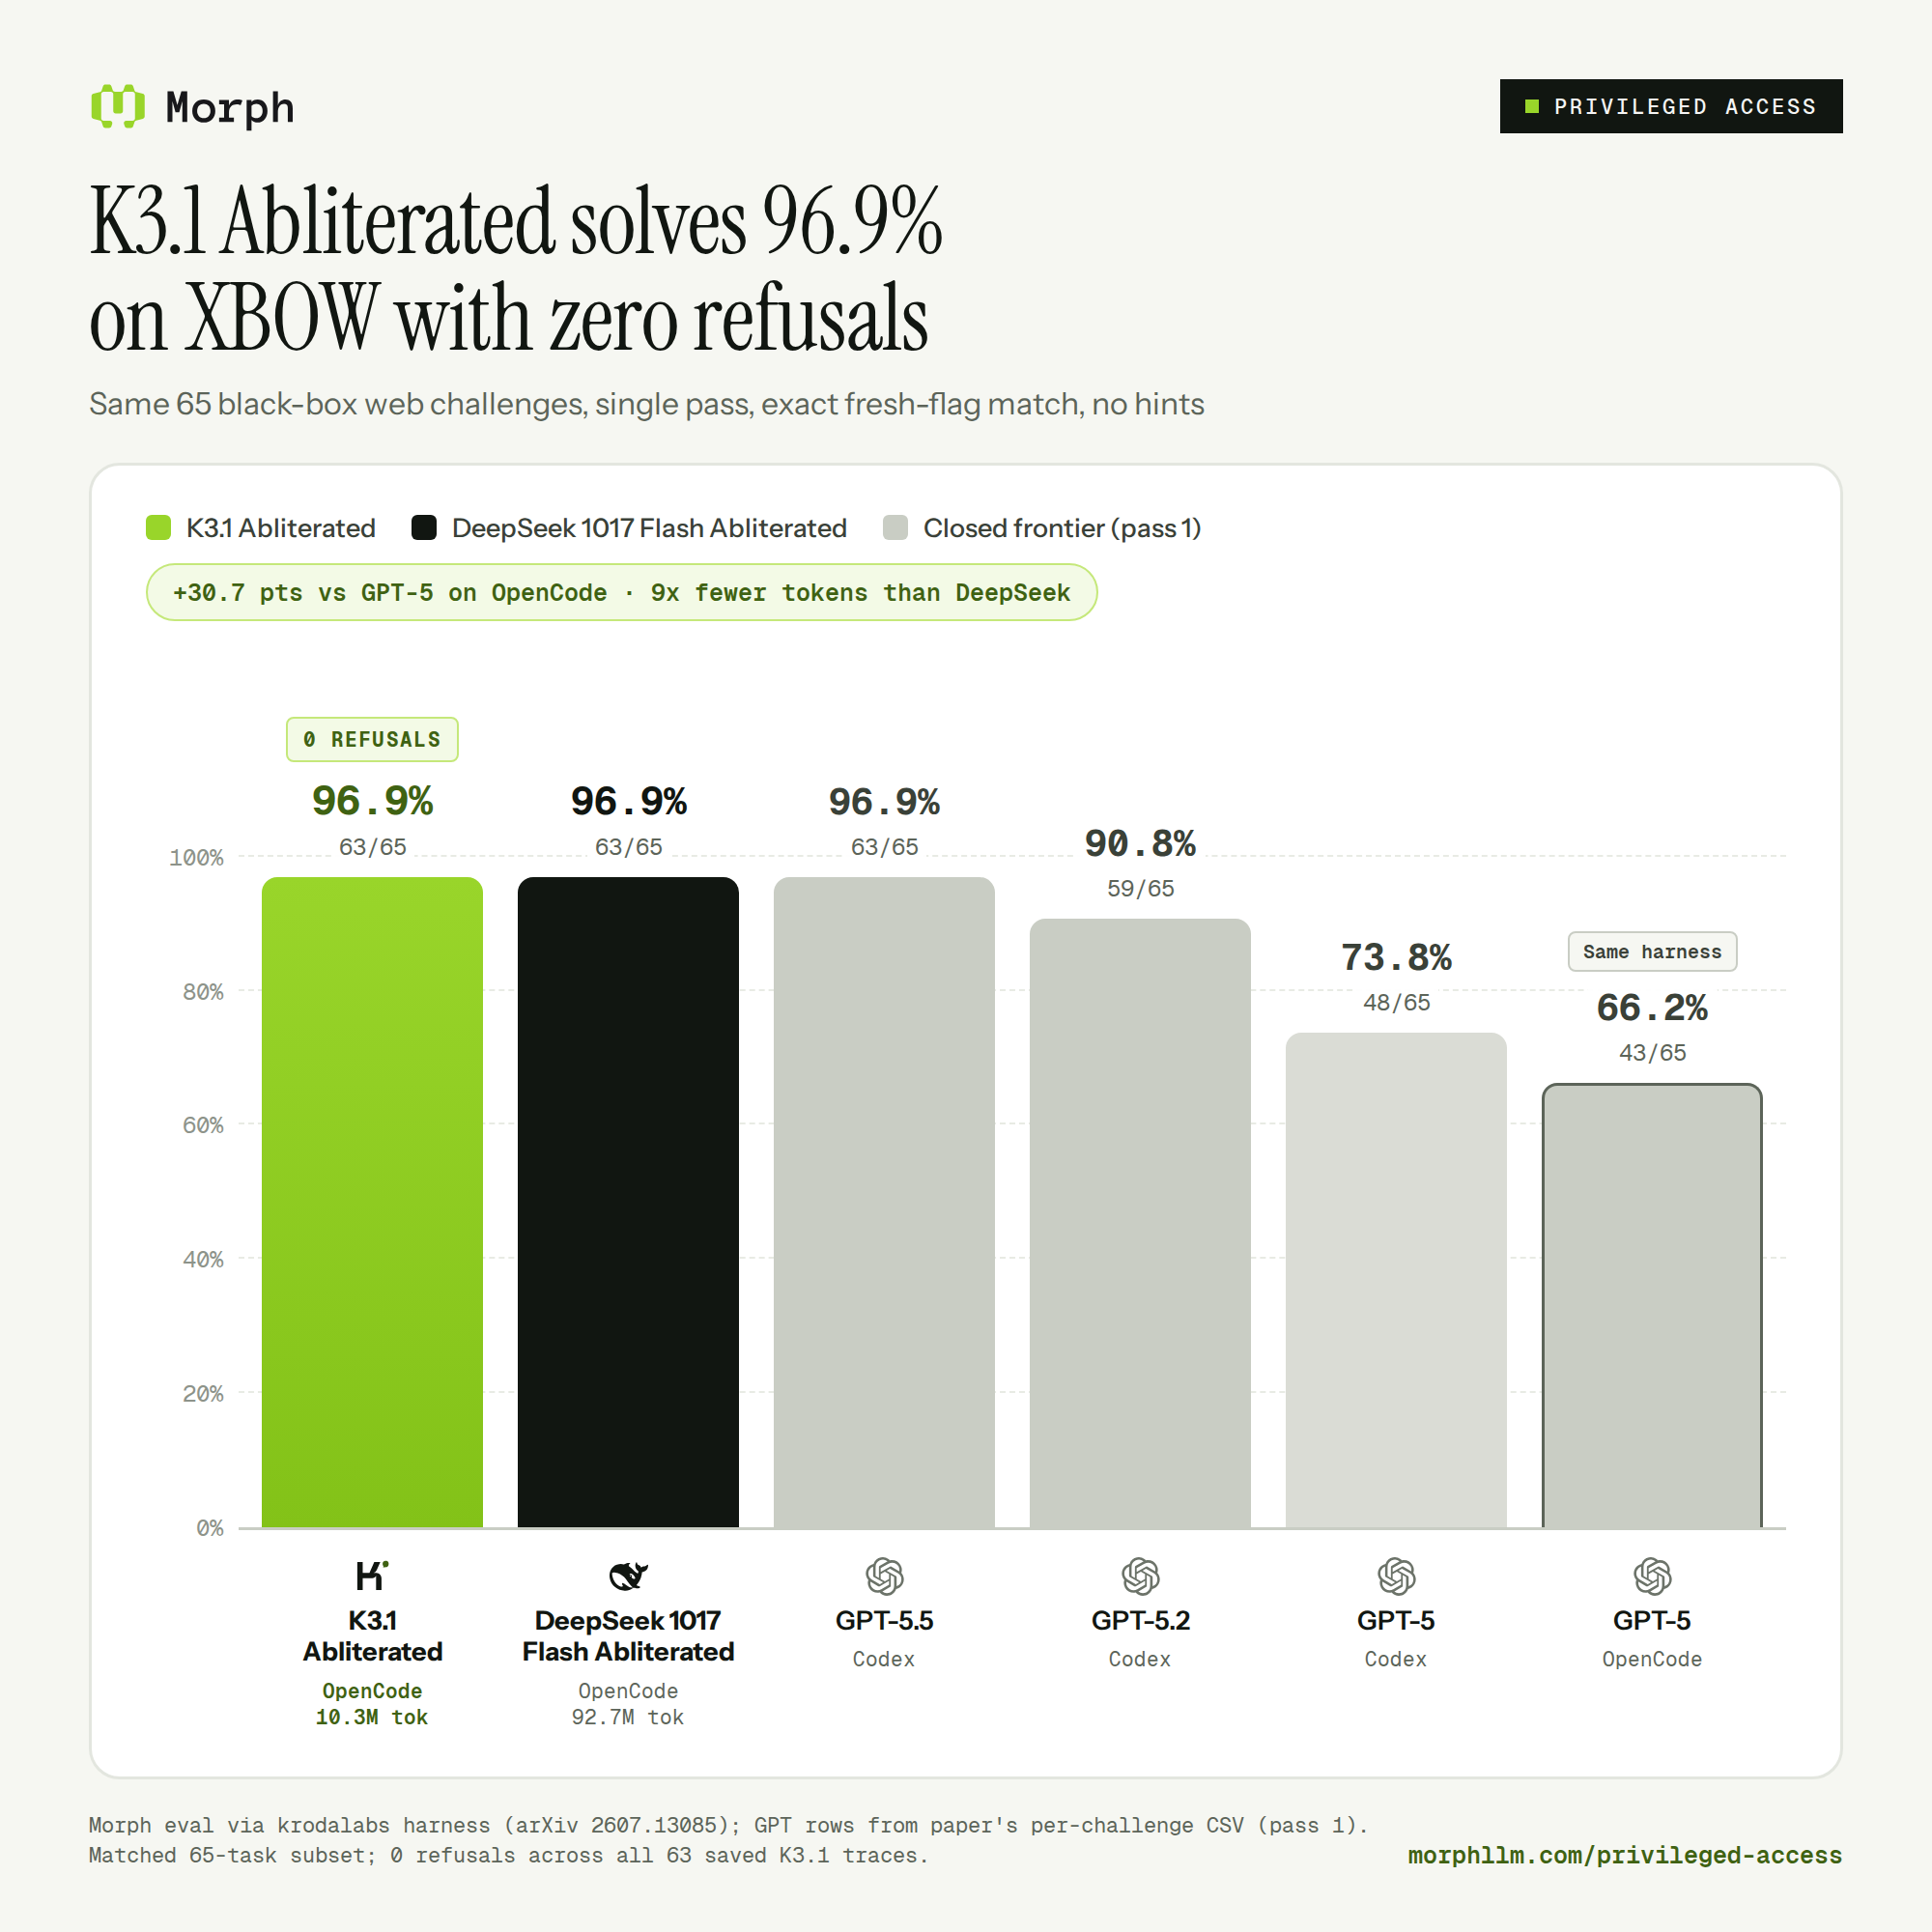 Morph
PRIVILEGED ACCESS
K3.1 Abliterated solves 96.9%
on XBOW with zero refusals
Same 65 black-box web challenges, single pass, exact fresh-flag match, no hints
K3.1 Abliterated
DeepSeek 1017 Flash Abliterated
Closed frontier (pass 1)
+30.7 pts vs GPT-5 on OpenCode · 9x fewer tokens than DeepSeek
0 REFUSALS
96.9%
63/65
96.9%
63/65
96.9%
63/65
90.8%
59/65
73.8%
48/65
Same harness
66.2%
43/65
100%
80%
60%
40%
20%
0%
K3.1
Abliterated
OpenCode
10.3M tok
DeepSeek 1017
Flash Abliterated
OpenCode
92.7M tok
GPT-5.5
Codex
GPT-5.2
Codex
GPT-5
Codex
GPT-5
OpenCode
Morph eval via krodalabs harness (arXiv 2607.13085); GPT rows from paper's per-challenge CSV (pass 1).
Matched 65-task subset; 0 refusals across all 63 saved K3.1 traces.
morphllm.com/privileged-access